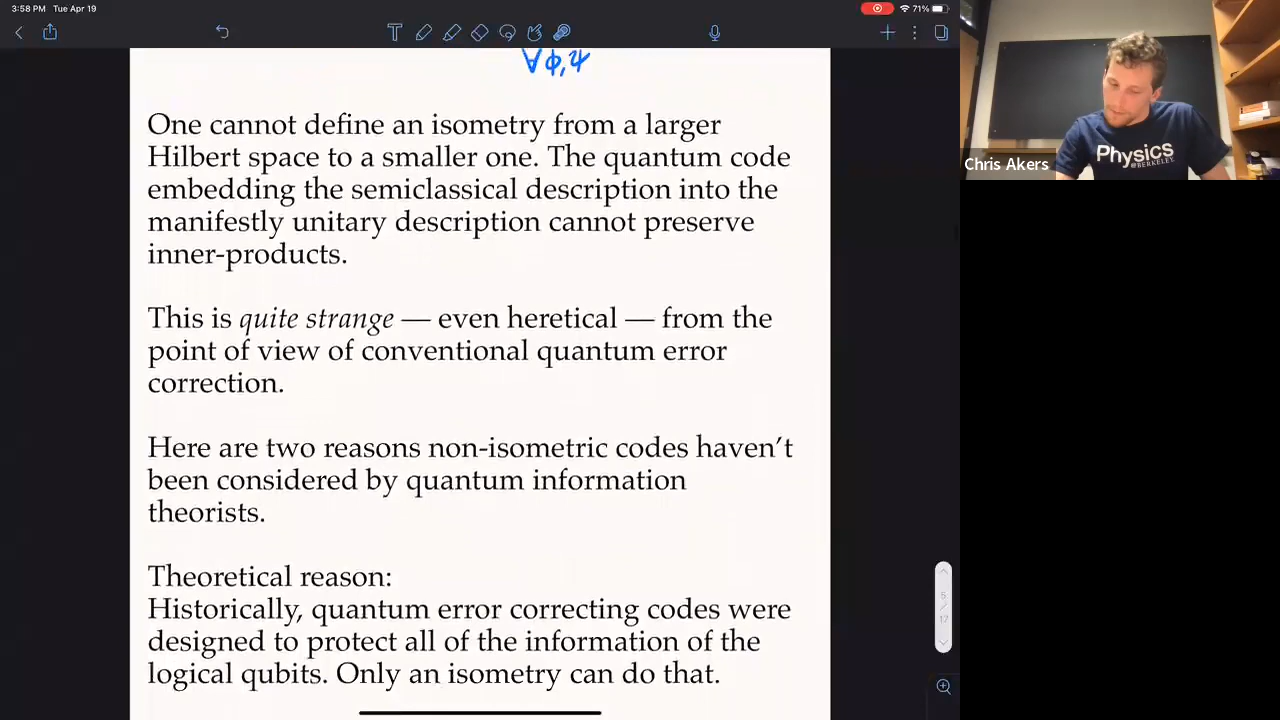 3:58 PM Tue Apr 19
71%
∀ φ,ψ
One cannot define an isometry from a larger
Hilbert space to a smaller one. The quantum code
embedding the semiclassical description into the
manifestly unitary description cannot preserve
inner-products.
This is quite strange — even heretical — from the
point of view of conventional quantum error
correction.
Here are two reasons non-isometric codes haven't
been considered by quantum information
theorists.
Theoretical reason:
Historically, quantum error correcting codes were
designed to protect all of the information of the
logical qubits. Only an isometry can do that.
5
/
17
Physics
@BERKELEY
Chris Akers